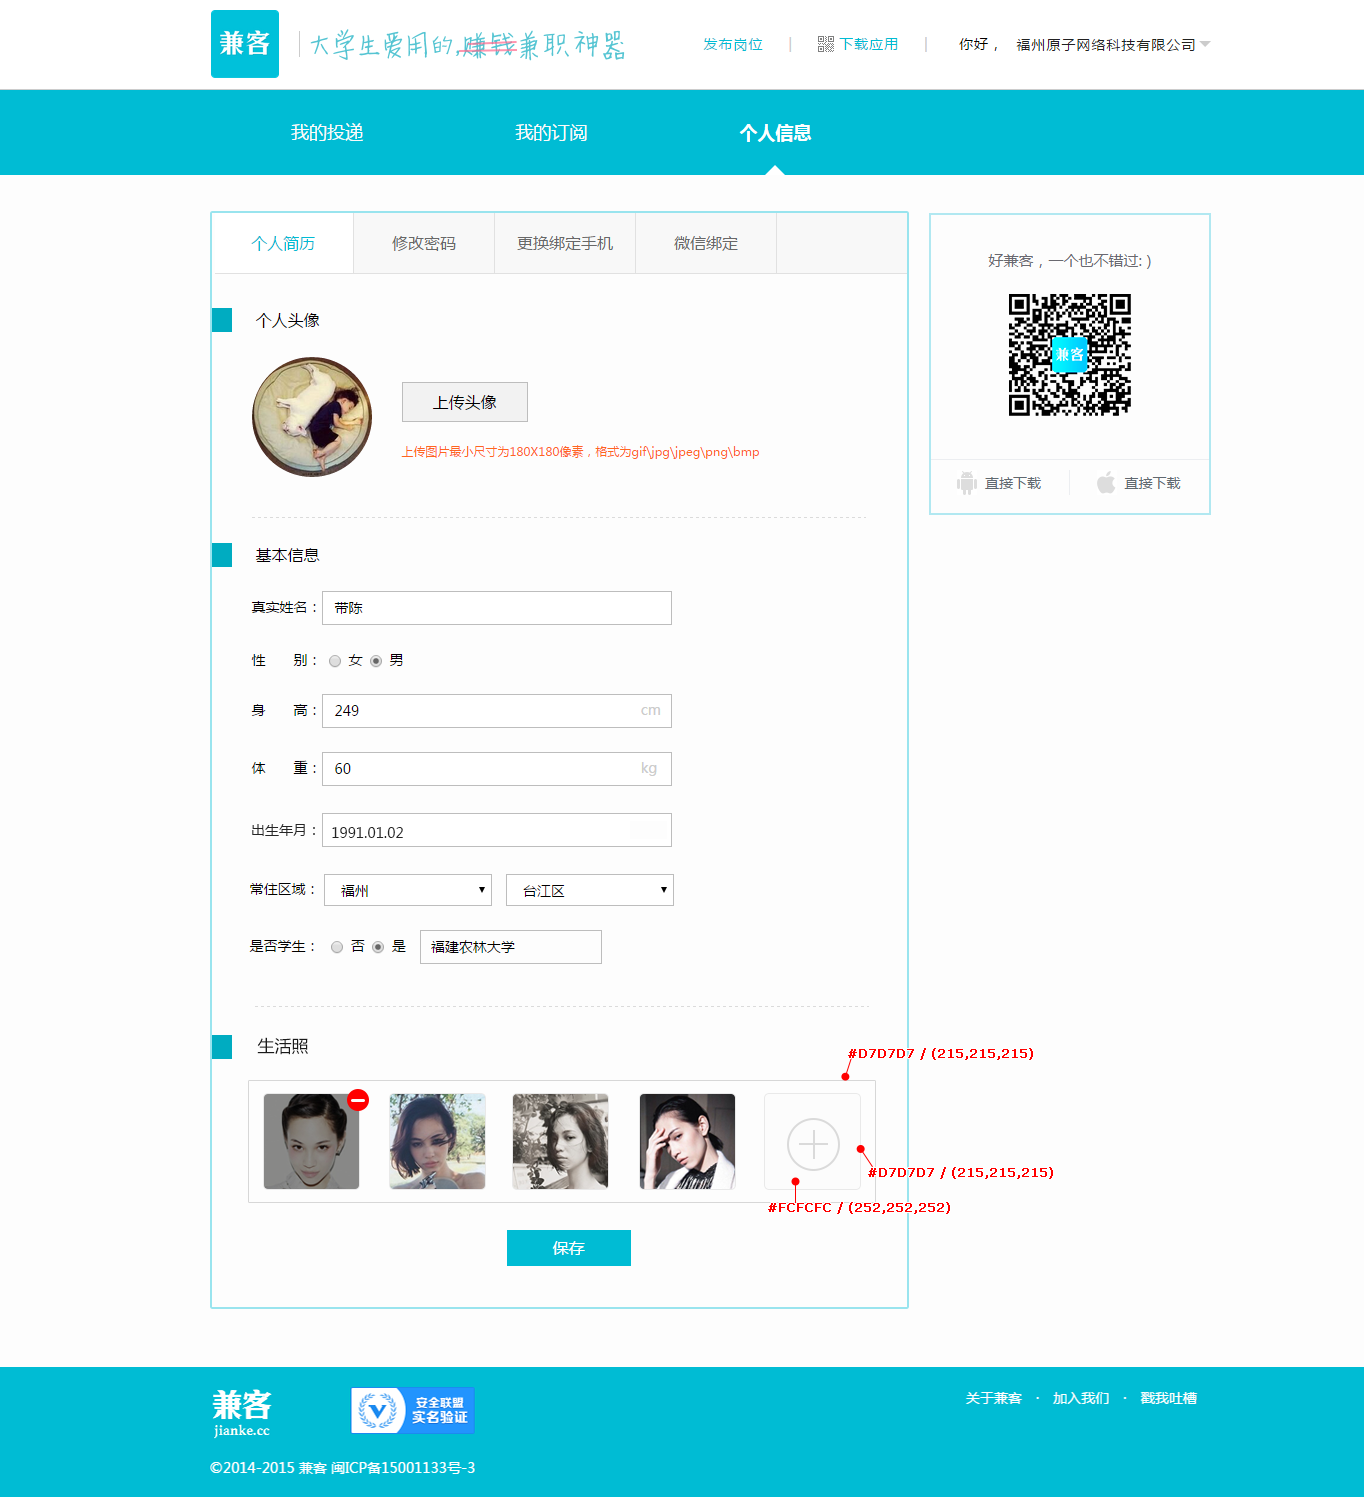 兼客
大学生爱用的,赚钱兼职神器
发布岗位 | 下载应用 | 你好， 福州原子网络科技有限公司
我的投递 我的订阅 个人信息
个人简历 修改密码 更换绑定手机 微信绑定
好兼客，一个也不错过: )
兼客
直接下载 直接下载
个人头像
上传头像
上传图片最小尺寸为180X180像素，格式为gif\jpg\jpeg\png\bmp
基本信息
真实姓名： 带陈
性 别： 女 男
身 高： 249 cm
体 重： 60 kg
出生年月： 1991.01.02
常住区域： 福州 台江区
是否学生： 否 是 福建农林大学
生活照
#D7D7D7 / (215,215,215)
#D7D7D7 / (215,215,215)
#FCFCFC / (252,252,252)
保存
兼客
jianke.cc
安全联盟
实名验证
关于兼客 · 加入我们 · 戳我吐槽
©2014-2015 兼客 闽ICP备15001133号-3